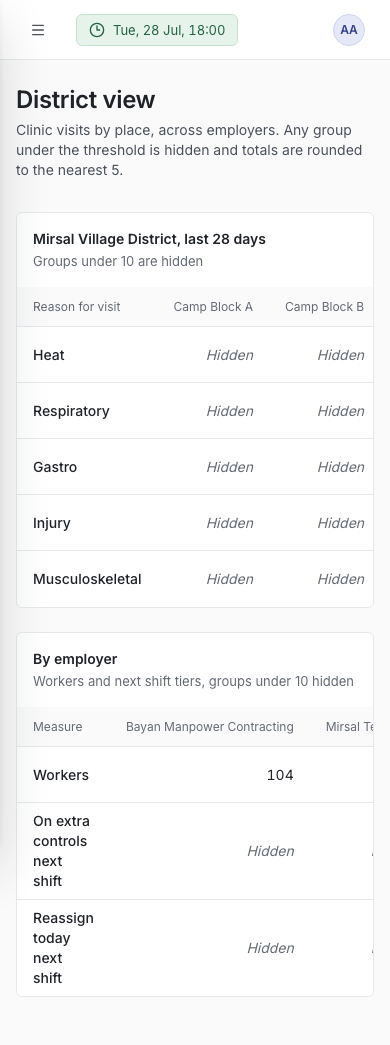 Tue, 28 Jul, 18:00
AA
District view
Clinic visits by place, across employers. Any group
under the threshold is hidden and totals are rounded
to the nearest 5.
Mirsal Village District, last 28 days
Groups under 10 are hidden
Reason for visit Camp Block A Camp Block B
Heat Hidden Hidden
Respiratory Hidden Hidden
Gastro Hidden Hidden
Injury Hidden Hidden
Musculoskeletal Hidden Hidden
By employer
Workers and next shift tiers, groups under 10 hidden
Measure Bayan Manpower Contracting Mirsal
Workers 104
On extra
controls
next
shift
Hidden
Reassign
today
next
shift
Hidden